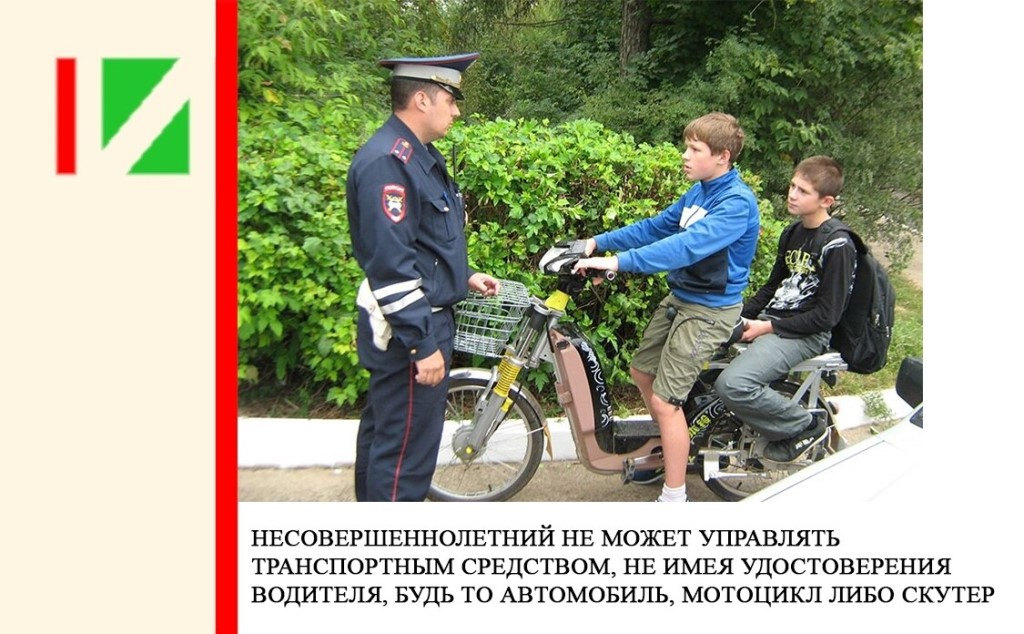 НЕСОВЕРШЕННОЛЕТНИЙ НЕ МОЖЕТ УПРАВЛЯТЬ
ТРАНСПОРТНЫМ СРЕДСТВОМ, НЕ ИМЕЯ УДОСТОВЕРЕНИЯ
ВОДИТЕЛЯ, БУДЬ ТО АВТОМОБИЛЬ, МОТОЦИКЛ ЛИБО СКУТЕР